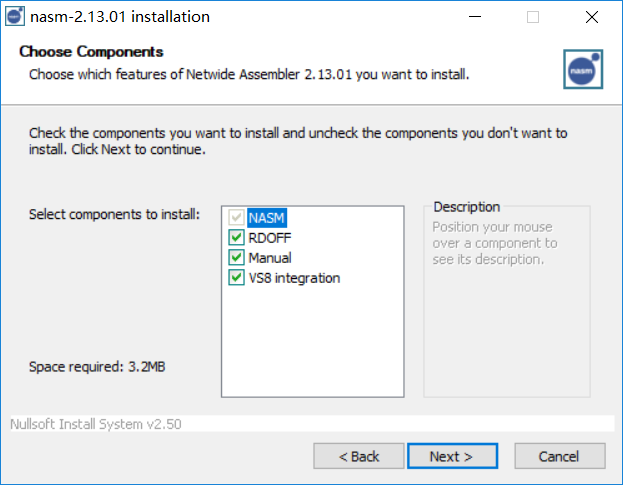 nasm
nasm-2.13.01 installation
Choose Components
Choose which features of Netwide Assembler 2.13.01 you want to install.
nasm
Check the components you want to install and uncheck the components you don't want to
install. Click Next to continue.
Select components to install:
NASM
RDOFF
Manual
VS8 integration
Description
Position your mouse
over a component to
see its description.
Space required: 3.2MB
Nullsoft Install System v2.50
< Back
Next >
Cancel